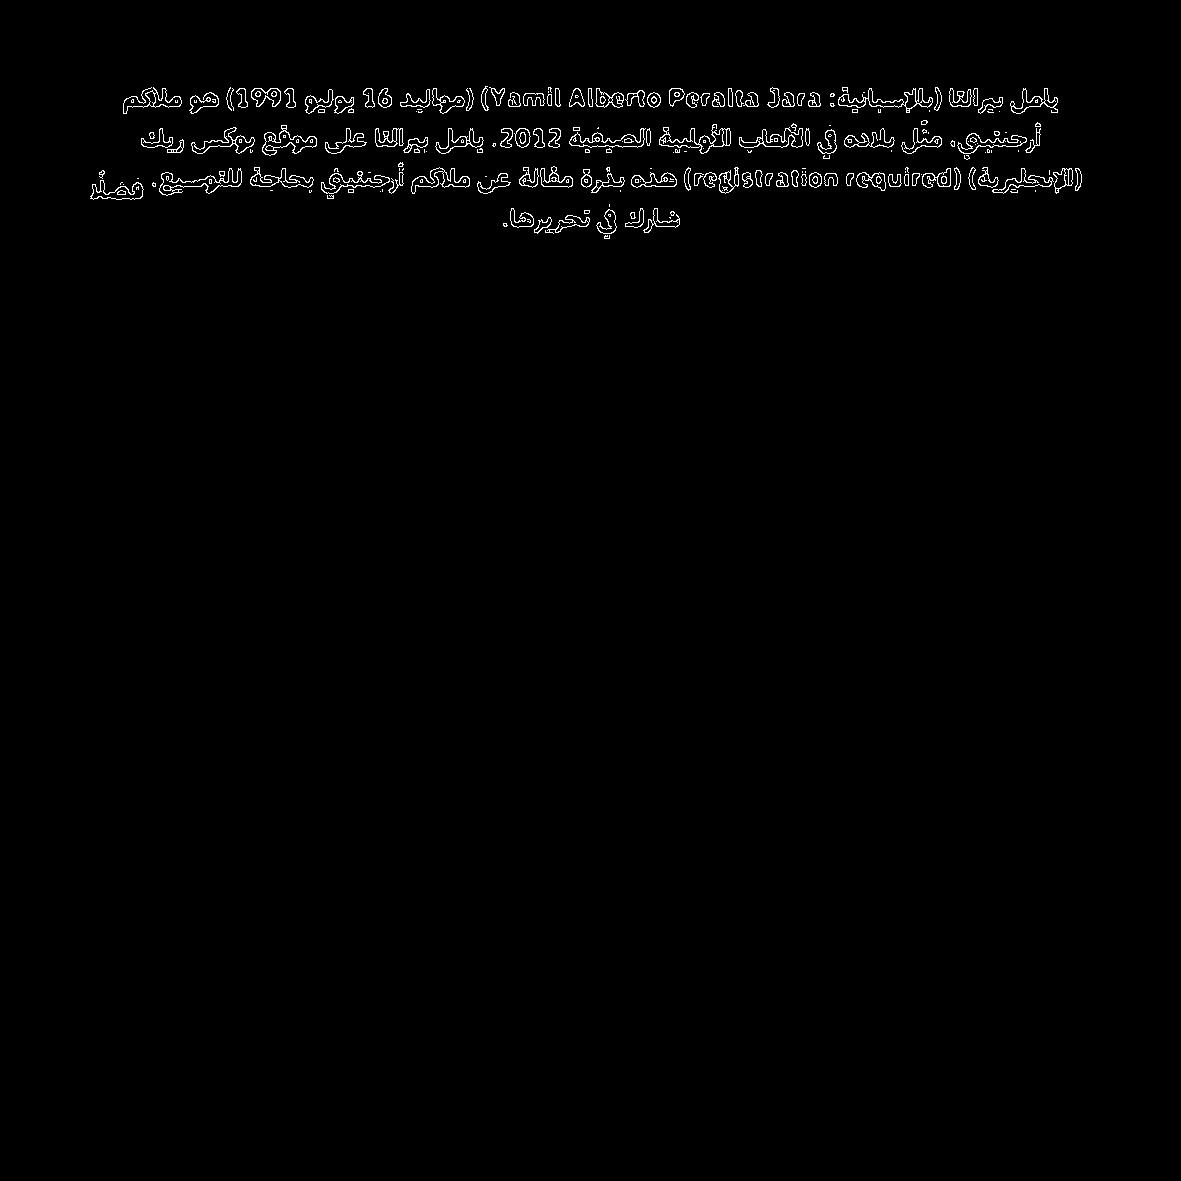 يامل بيرالتا (بالإسبانية: Yamil Alberto Peralta Jara) (مواليد 16 يوليو 1991) هو ملاكم
أرجنتيني. مثّل بلاده في الألعاب الأولمبية الصيفية 2012. يامل بيرالتا على موقع بوكس ريك
(الإنجليزية) (registration required) هذه بذرة مقالة عن ملاكم أرجنتيني بحاجة للتوسيع. فضلًا
شارك في تحريرها.